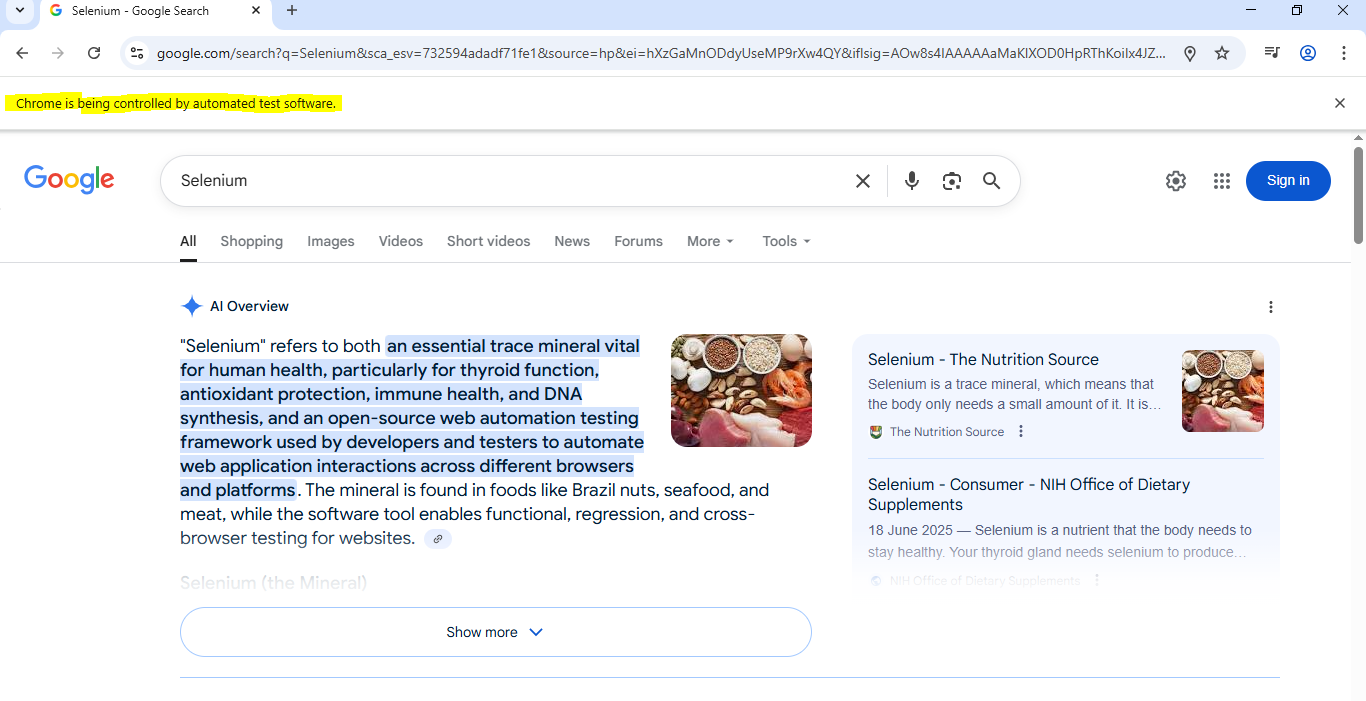 Selenium - Google Search
google.com/search?q=Selenium&sca_esv=732594adadf71fe1&source=hp&ei=hXzGaMnODdyUseMP9rXw4QY&iflsig=AOw8s4IAAAAAaMaKlXOD0HpRThKoiIx4JZ...
Chrome is being controlled by automated test software.
Google
Selenium
Sign in
All Shopping Images Videos Short videos News Forums More Tools
AI Overview
"Selenium" refers to both an essential trace mineral vital
for human health, particularly for thyroid function,
antioxidant protection, immune health, and DNA
synthesis, and an open-source web automation testing
framework used by developers and testers to automate
web application interactions across different browsers
and platforms. The mineral is found in foods like Brazil nuts, seafood, and
meat, while the software tool enables functional, regression, and cross-
browser testing for websites.
Selenium (the Mineral)
Show more
Selenium - The Nutrition Source
Selenium is a trace mineral, which means that
the body only needs a small amount of it. It is…
The Nutrition Source
Selenium - Consumer - NIH Office of Dietary
Supplements
18 June 2025 — Selenium is a nutrient that the body needs to
stay healthy. Your thyroid gland needs selenium to produce…
NIH Office of Dietary Supplements